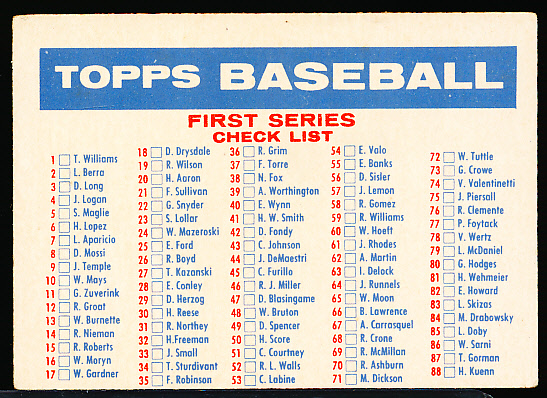 TOPPS BASEBALL
FIRST SERIES
CHECK LIST
1 T. Williams
2 L. Berra
3 D. Long
4 J. Logan
5 S. Maglie
6 H. Lopez
7 L. Aparicio
8 D. Mossi
9 J. Temple
10 W. Mays
11 G. Zuverink
12 R. Groat
13 W. Burnette
14 R. Nieman
15 R. Roberts
16 W. Moryn
17 W. Gardner
18 D. Drysdale
19 R. Wilson
20 H. Aaron
21 F. Sullivan
22 G. Snyder
23 S. Lollar
24 W. Mazeroski
25 E. Ford
26 R. Boyd
27 T. Kazanski
28 E. Conley
29 D. Herzog
30 H. Reese
31 R. Northey
32 H.Freeman
33 J. Small
34 T. Sturdivant
35 F. Robinson
36 R. Grim
37 F. Torre
38 N. Fox
39 A. Worthington
40 E. Wynn
41 H. W. Smith
42 D. Fondy
43 C. Johnson
44 J. DeMaestri
45 C. Furillo
46 R. J. Miller
47 D. Blasingame
48 W. Bruton
49 D. Spencer
50 H. Score
51 C. Courtney
52 R. L. Walls
53 C. Labine
54 E. Valo
55 E. Banks
56 D. Sisler
57 J. Lemon
58 R. Gomez
59 R. Williams
60 W. Hoeft
61 J. Rhodes
62 A. Martin
63 I. Delock
64 J. Runnels
65 W. Moon
66 B. Lawrence
67 A. Carrasquel
68 R. Crone
69 R. McMillan
70 R. Ashburn
71 M. Dickson
72 W. Tuttle
73 G. Crowe
74 V. Valentinetti
75 J. Piersall
76 R. Clemente
77 P. Foytack
78 V. Wertz
79 L. McDaniel
80 G. Hodges
81 H. Wehmeier
82 E. Howard
83 L. Skizas
84 M. Drabowsky
85 L. Doby
86 W. Sarni
87 T. Gorman
88 H. Kuenn